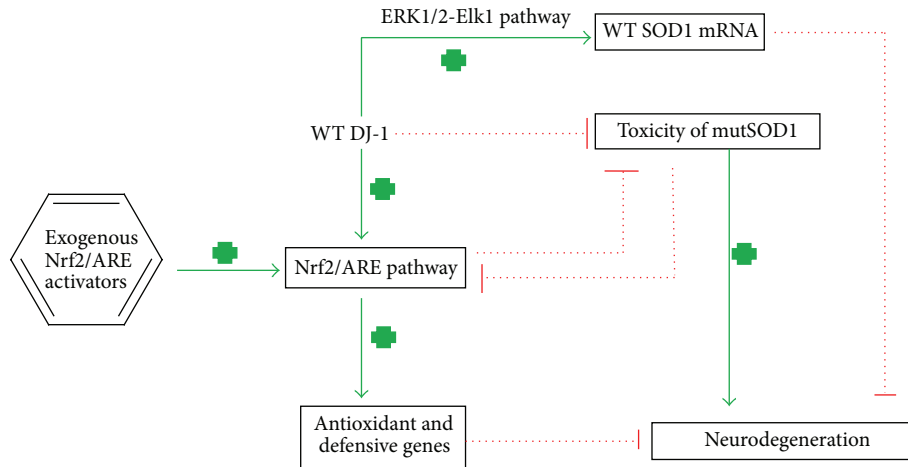 ERK1/2-Elk1 pathway
WT SOD1 mRNA
WT DJ-1
Toxicity of mutSOD1
Exogenous
Nrf2/ARE
activators
Nrf2/ARE pathway
Antioxidant and
defensive genes
Neurodegeneration